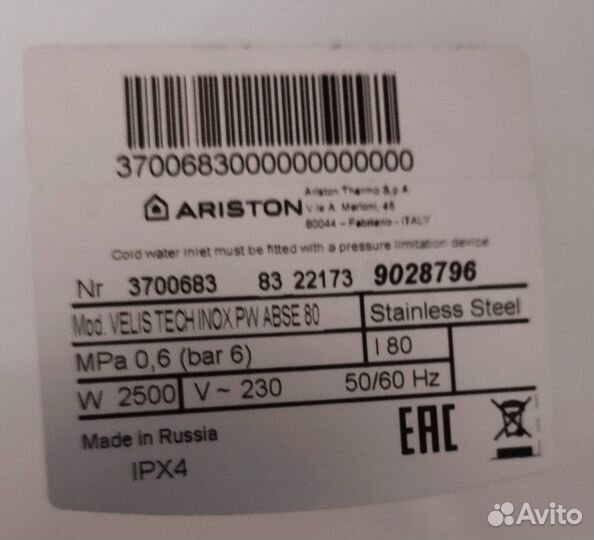 3700683000000000000
ARISTON
Ariston Thermo S.p.A.
V.le A. Merloni, 45
60044 – Fabriano - ITALY
Cold water inlet must be fitted with a pressure limitation device
Nr 3700683 83 22173 9028796
Mod. VELIS TECH INOX PW ABSE 80 Stainless Steel
MPa 0,6 (bar 6) l 80
W 2500 V ~ 230 50/60 Hz
Made in Russia
IPX4
EAC
Avito